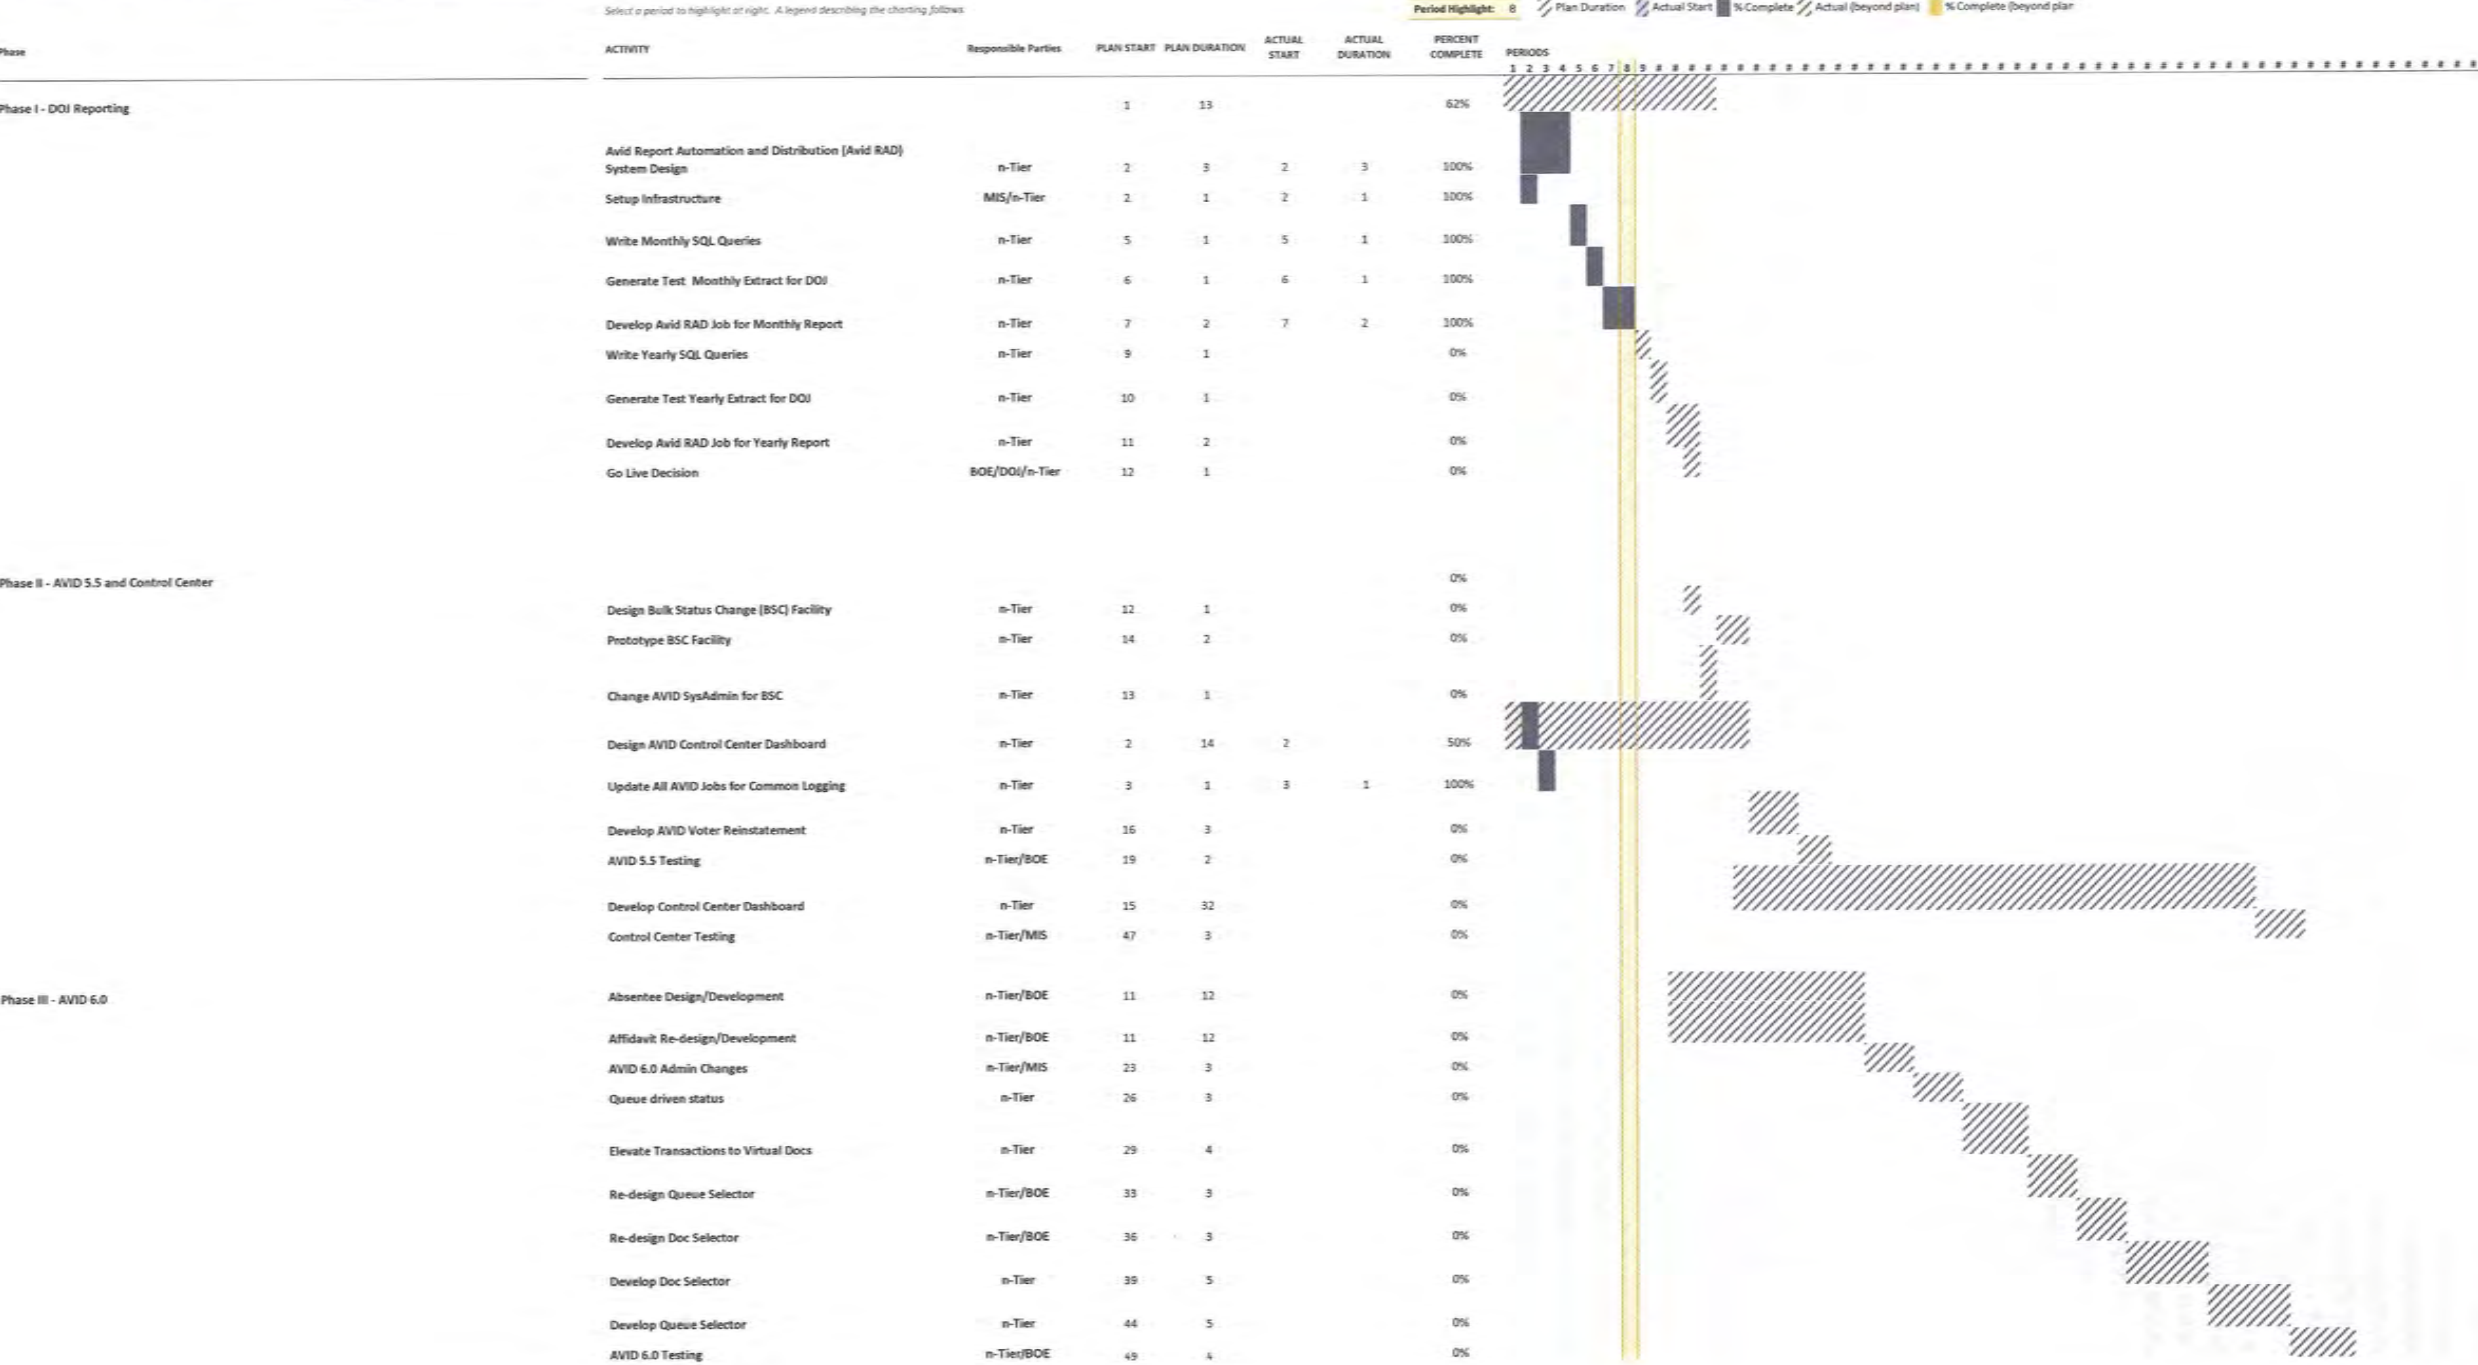 Select a period to highlight at right. A legend describing the charting follows.
Period Highlight: 8 Plan Duration Actual Start % Complete Actual (beyond plan) % Complete (beyond plan
Phase ACTIVITY Responsible Parties PLAN START PLAN DURATION ACTUAL START ACTUAL DURATION PERCENT COMPLETE PERIODS
1 2 3 4 5 6 7 8 9 # # # # # # # # # # # # # # # # # # # # # # # # # # # # # # # # # # # # # # # # # # # # # # # # # # #
Phase I - DOJ Reporting 1 13 62%
Avid Report Automation and Distribution (Avid RAD)
System Design n-Tier 2 3 2 3 100%
Setup Infrastructure MIS/n-Tier 2 1 2 1 100%
Write Monthly SQL Queries n-Tier 5 1 5 1 100%
Generate Test Monthly Extract for DOJ n-Tier 6 1 6 1 100%
Develop Avid RAD Job for Monthly Report n-Tier 7 2 7 2 100%
Write Yearly SQL Queries n-Tier 9 1 0%
Generate Test Yearly Extract for DOJ n-Tier 10 1 0%
Develop Avid RAD Job for Yearly Report n-Tier 11 2 0%
Go Live Decision BOE/DOJ/n-Tier 12 1 0%
Phase II - AVID 5.5 and Control Center 0%
Design Bulk Status Change (BSC) Facility n-Tier 12 1 0%
Prototype BSC Facility n-Tier 14 2 0%
Change AVID SysAdmin for BSC n-Tier 13 1 0%
Design AVID Control Center Dashboard n-Tier 2 14 2 50%
Update All AVID Jobs for Common Logging n-Tier 3 1 3 1 100%
Develop AVID Voter Reinstatement n-Tier 16 3 0%
AVID 5.5 Testing n-Tier/BOE 19 2 0%
Develop Control Center Dashboard n-Tier 15 32 0%
Control Center Testing n-Tier/MIS 47 3 0%
Phase III - AVID 6.0 Absentee Design/Development n-Tier/BOE 11 12 0%
Affidavit Re-design/Development n-Tier/BOE 11 12 0%
AVID 6.0 Admin Changes n-Tier/MIS 23 3 0%
Queue driven status n-Tier 26 3 0%
Elevate Transactions to Virtual Docs n-Tier 29 4 0%
Re-design Queue Selector n-Tier/BOE 33 3 0%
Re-design Doc Selector n-Tier/BOE 36 3 0%
Develop Doc Selector n-Tier 39 5 0%
Develop Queue Selector n-Tier 44 5 0%
AVID 6.0 Testing n-Tier/BOE 49 4 0%